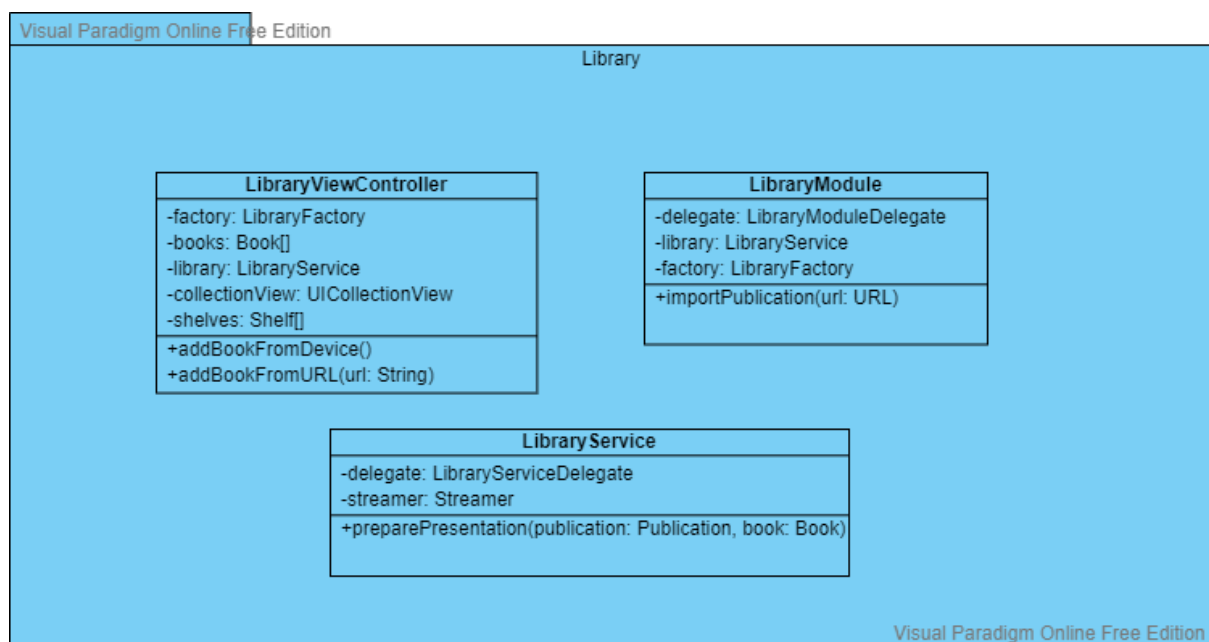 Visual Paradigm Online Free Edition
Library
LibraryViewController
-factory: LibraryFactory
-books: Book[]
-library: LibraryService
-collectionView: UICollectionView
-shelves: Shelf[]
+addBookFromDevice()
+addBookFromURL(url: String)
LibraryModule
-delegate: LibraryModuleDelegate
-library: LibraryService
-factory: LibraryFactory
+importPublication(url: URL)
LibraryService
-delegate: LibraryServiceDelegate
-streamer: Streamer
+preparePresentation(publication: Publication, book: Book)
Visual Paradigm Online Free Edition